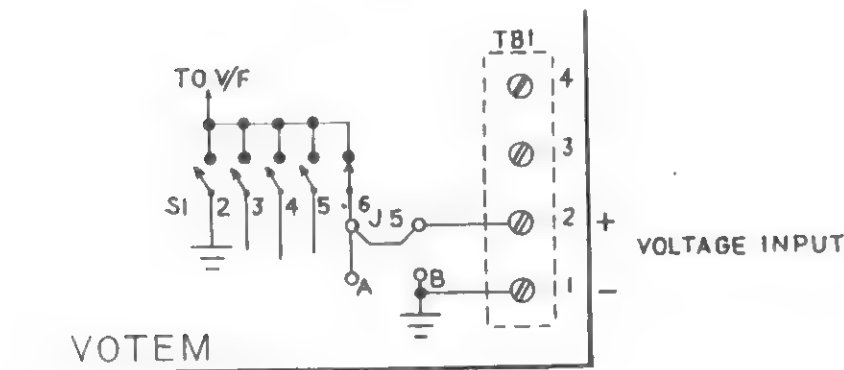 TB1
TO V/F
4
3
S1 2 3 4 5 6 J5 2 +
VOLTAGE INPUT
A B 1 -
VOTEM